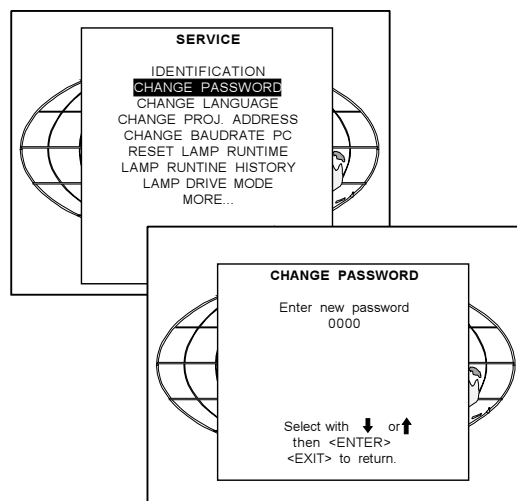 SERVICE
IDENTIFICATION
CHANGE PASSWORD
CHANGE LANGUAGE
CHANGE PROJ. ADDRESS
CHANGE BAUDRATE PC
RESET LAMP RUNTIME
LAMP RUNTINE HISTORY
LAMP DRIVE MODE
MORE...
CHANGE PASSWORD
Enter new password
0000
Select with ⬇ or ⬆
then <ENTER>
<EXIT> to return.